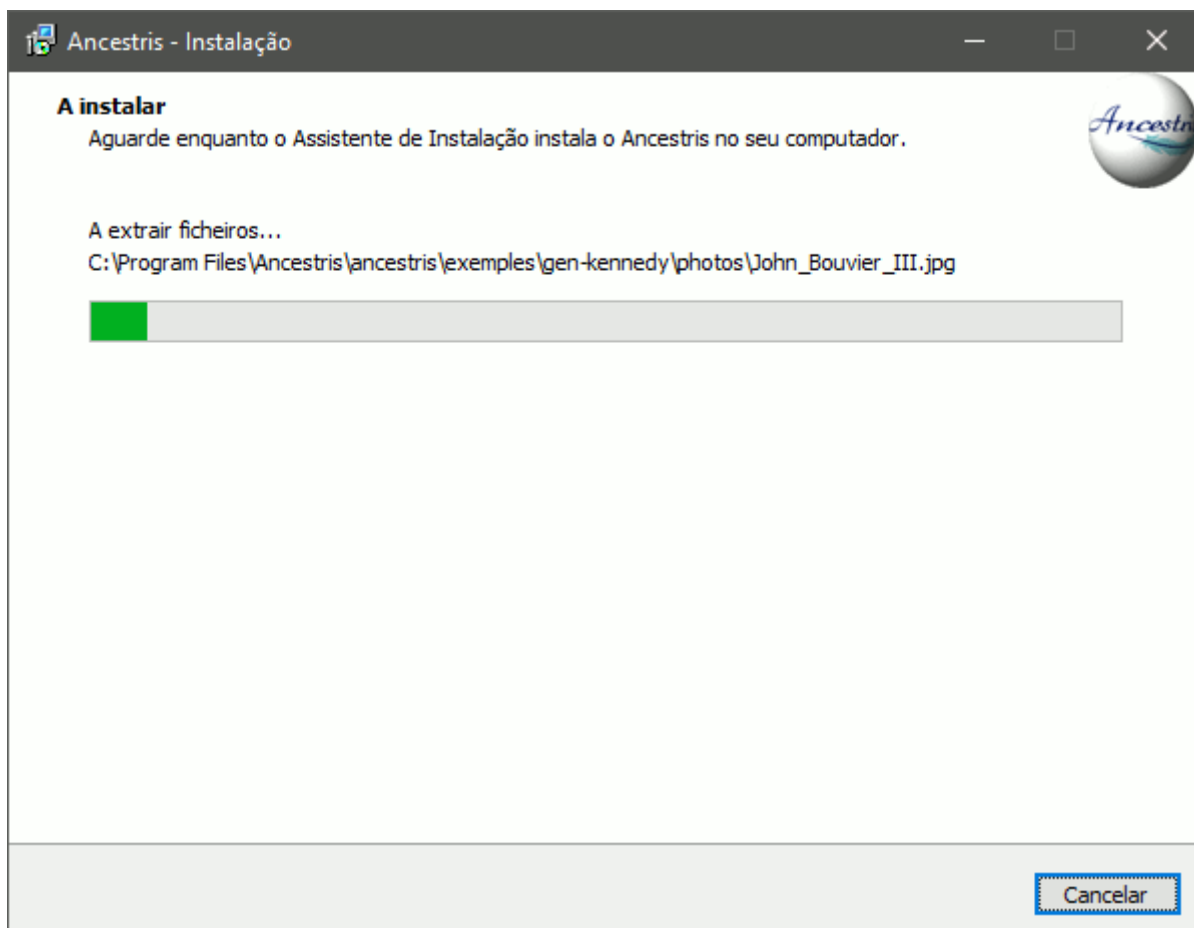 Ancestris - Instalação
A instalar
Aguarde enquanto o Assistente de Instalação instala o Ancestris no seu computador.
A extrair ficheiros...
C:\Program Files\Ancestris\ancestris\exemples\gen-kennedy\photos\John_Bouvier_III.jpg
Cancelar